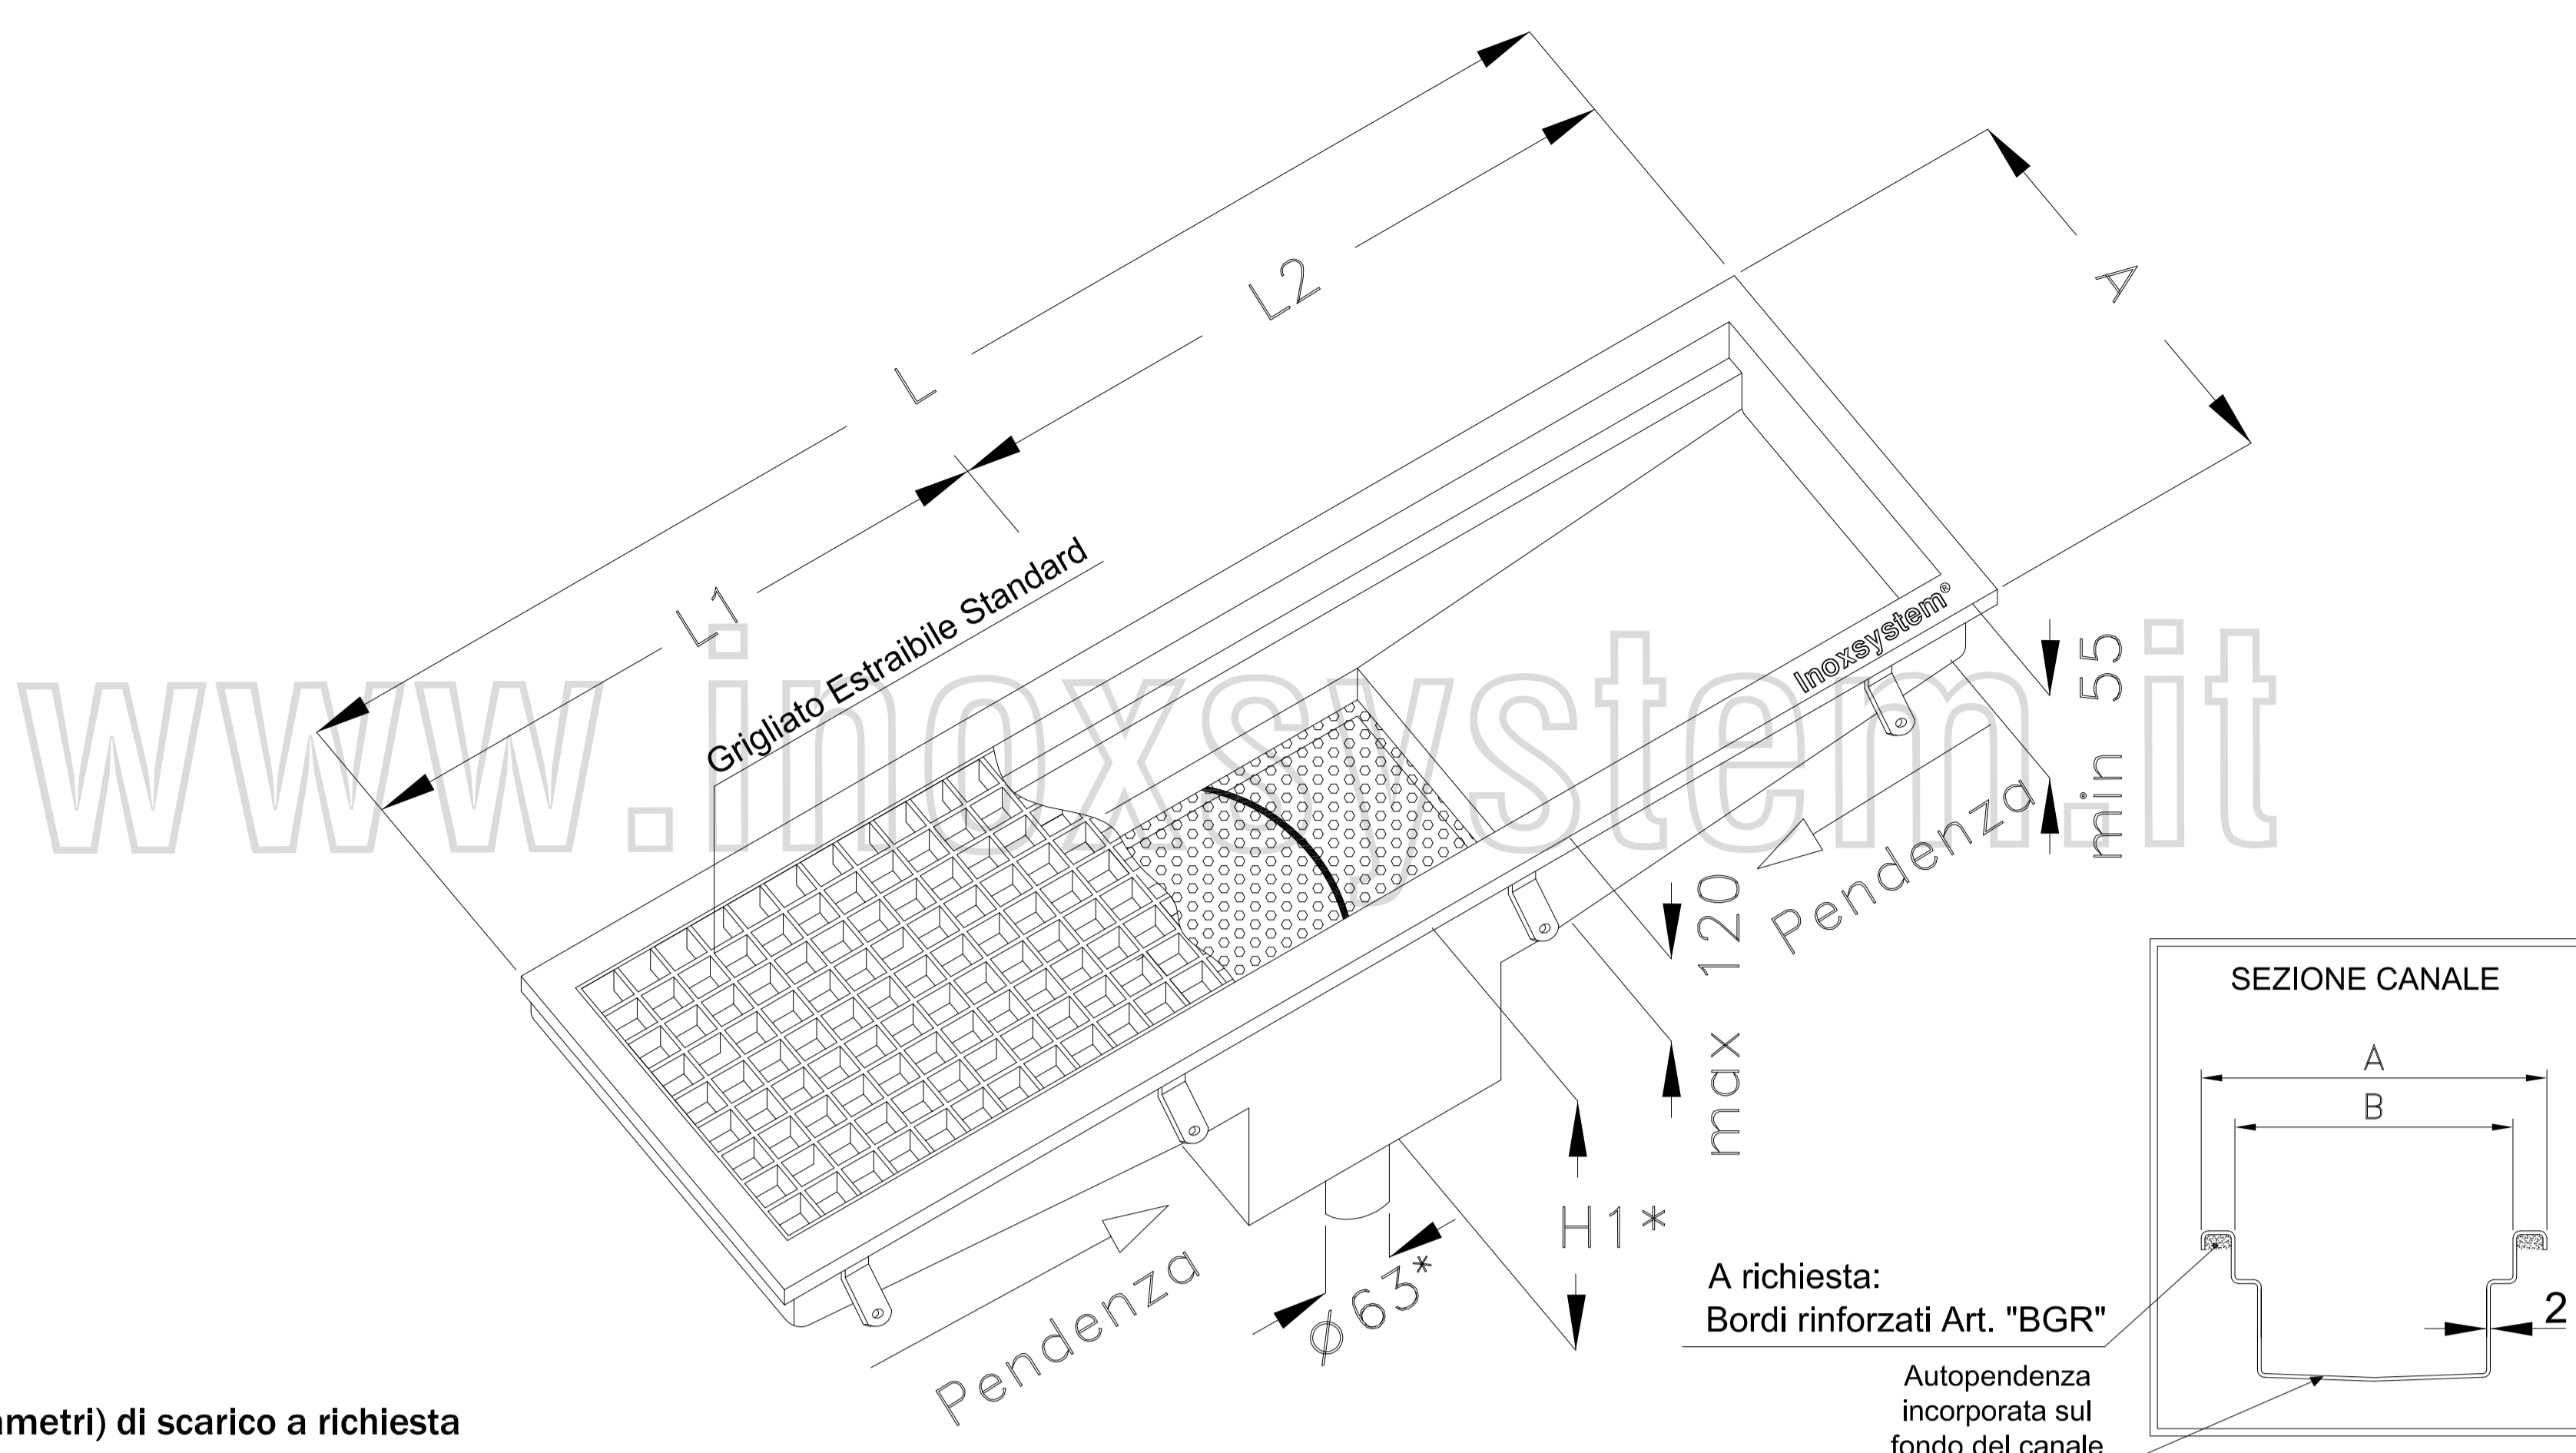 L
L2
A
L1
Grigliato Estraibile Standard
www.inoxsystem.it
Inoxsystem®
min 55
Pendenza
max 120
H1*
ø63*
Pendenza
SEZIONE CANALE
A
B
2
A richiesta:
Bordi rinforzati Art. "BGR"
Autopendenza
incorporata sul
fondo del canale
ametri) di scarico a richiesta